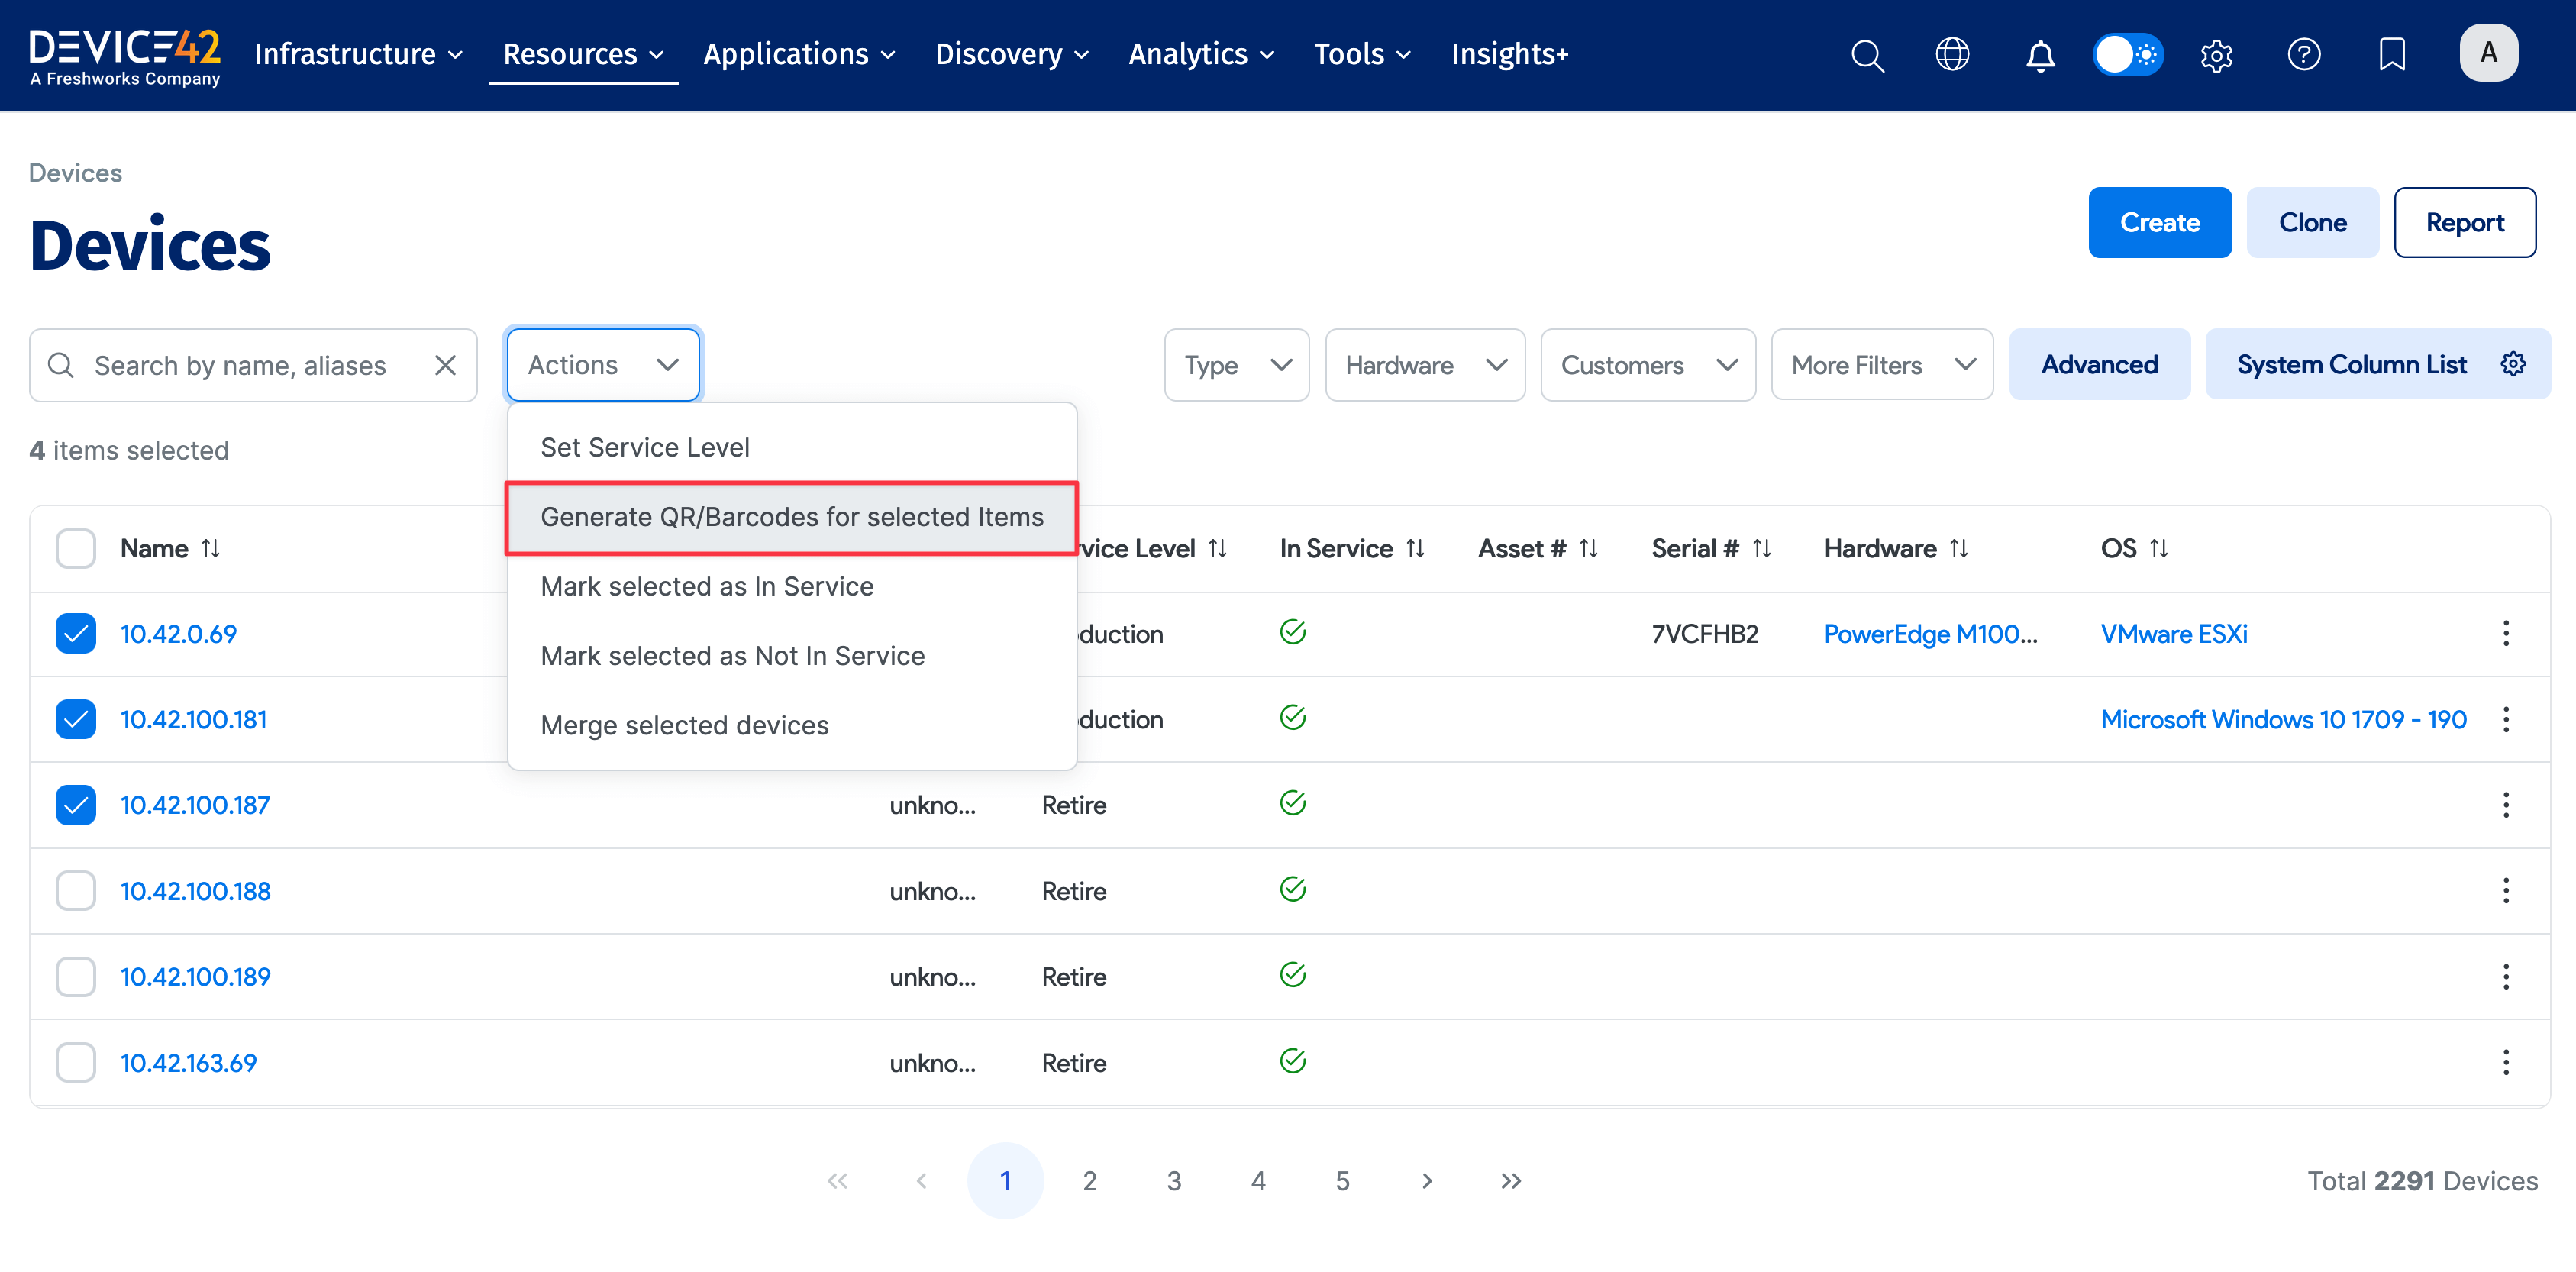 DEVICE42
A Freshworks Company
Infrastructure
Resources
Applications
Discovery
Analytics
Tools
Insights+
A
Devices
Devices
Create
Clone
Report
Search by name, aliases
Actions
Type
Hardware
Customers
More Filters
Advanced
System Column List
4 items selected
Set Service Level
Generate QR/Barcodes for selected Items
Mark selected as In Service
Mark selected as Not In Service
Merge selected devices
Name
rvice Level
In Service
Asset #
Serial #
Hardware
OS
10.42.0.69
duction
7VCFHB2
PowerEdge M100...
VMware ESXi
10.42.100.181
duction
Microsoft Windows 10 1709 - 190
10.42.100.187
unkno...
Retire
10.42.100.188
unkno...
Retire
10.42.100.189
unkno...
Retire
10.42.163.69
unkno...
Retire
1
2
3
4
5
Total 2291 Devices